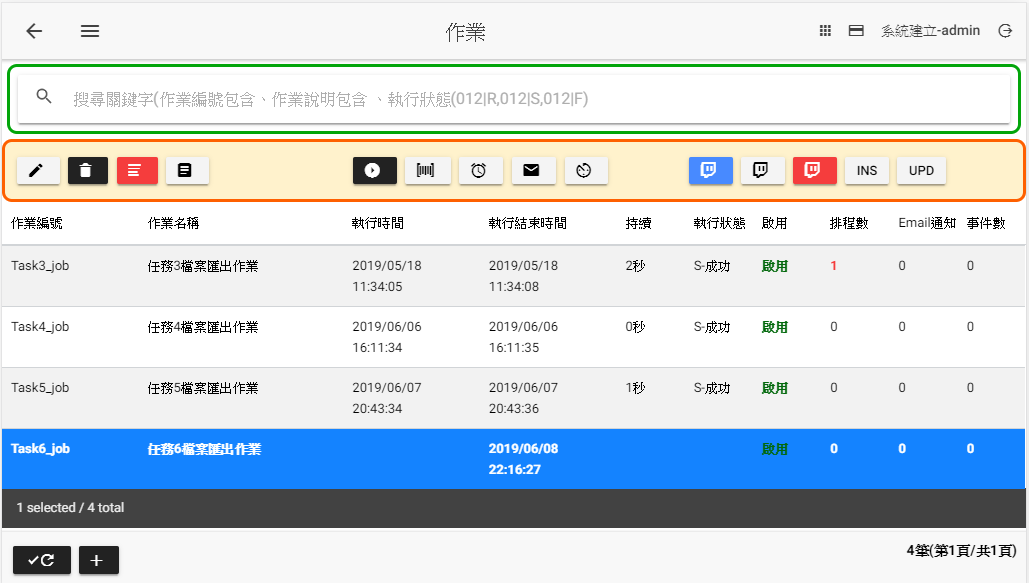 作業
系統建立-admin
搜尋關鍵字(作業編號包含、作業說明包含 、執行狀態(012|R,012|S,012|F)
INS UPD
作業編號 作業名稱 執行時間 執行結束時間 持續 執行狀態 啟用 排程數 Email通知 事件數
Task3_job 任務3檔案匯出作業 2019/05/18 2019/05/18 2秒 S-成功 啟用 1 0 0
11:34:05 11:34:08
Task4_job 任務4檔案匯出作業 2019/06/06 2019/06/06 0秒 S-成功 啟用 0 0 0
16:11:34 16:11:35
Task5_job 任務5檔案匯出作業 2019/06/07 2019/06/07 1秒 S-成功 啟用 0 0 0
20:43:34 20:43:36
Task6_job 任務6檔案匯出作業 2019/06/08 啟用 0 0 0
22:16:27
1 selected / 4 total
4筆(第1頁/共1頁)